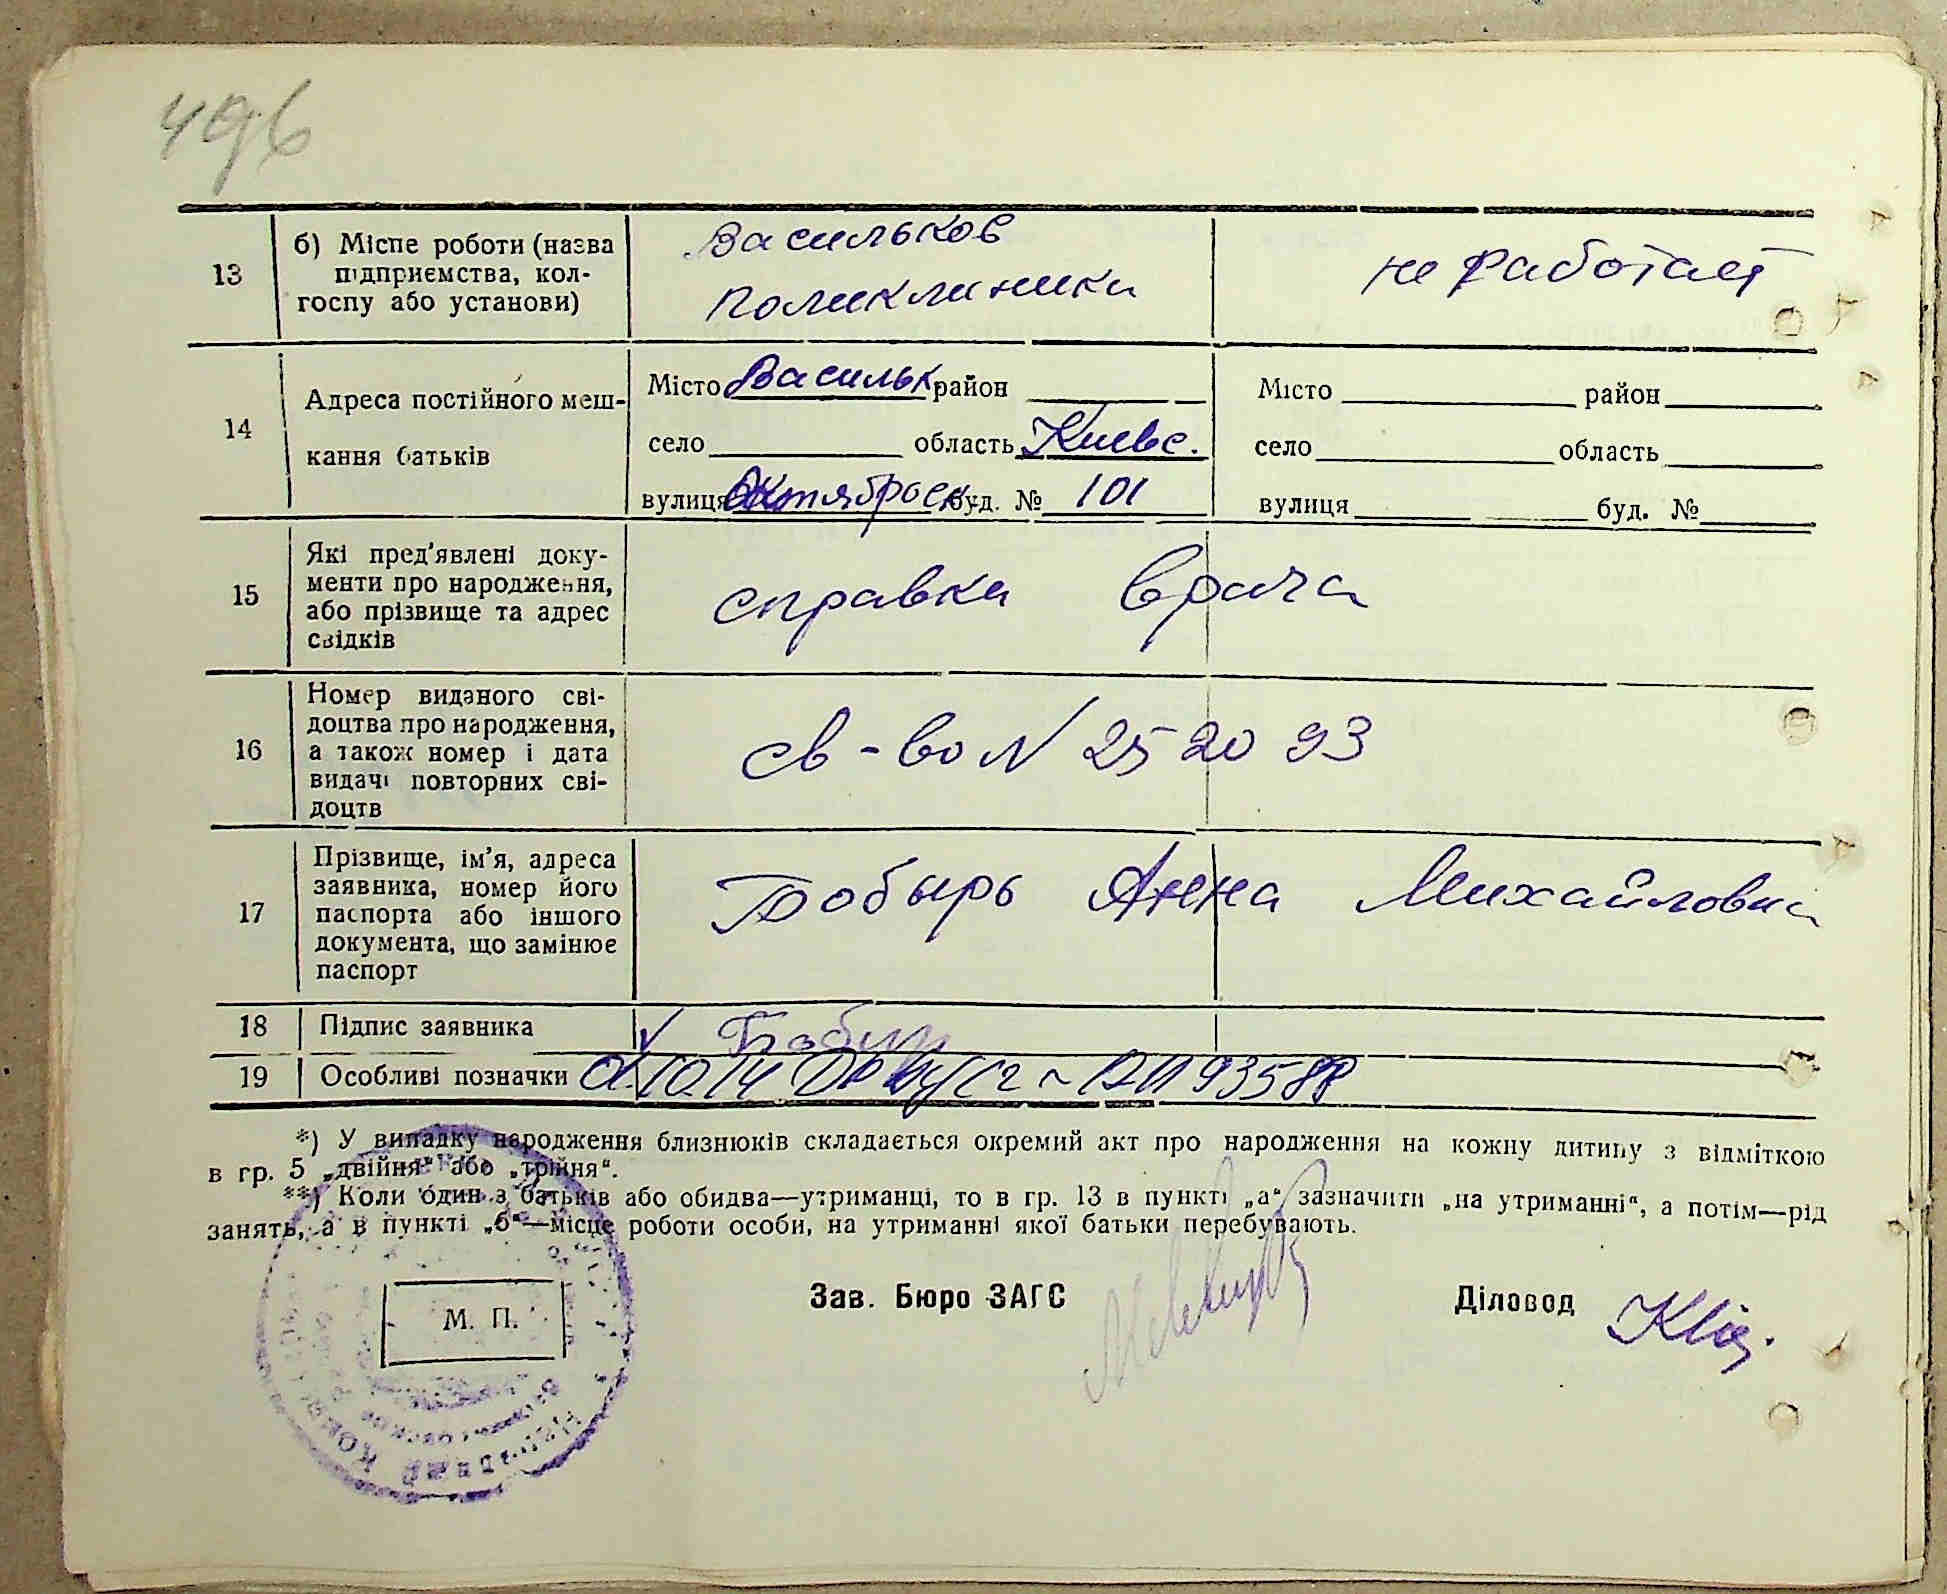 496
13
б) Місце роботи (назва
підприємства, кол-
госпу або установи)
Васильков
поликлиники
не работает
14
Адреса постійного меш-
кання батьків
Місто Васильк район
село область Киевс.
вулиця Октябрьск буд. № 101
Місто район
село область
вулиця буд. №
15
Які пред'явлені доку-
менти про народження,
або прізвище та адрес
свідків
справка врача
16
Номер виданого сві-
доцтва про народження,
а також номер і дата
видачі повторних сві-
доцтв
св-во N 252093
17
Прізвище, ім'я, адреса
заявника, номер його
паспорта або іншого
документа, що замінює
паспорт
Бобырь Анна Михайловна
18
Підпис заявника
19
Особливі позначки
*) У випадку народження близнюків складається окремий акт про народження на кожну дитину з відміткою
в гр. 5 „двійня“ або „трійня“.
**) Коли один з батьків або обидва—утриманці, то в гр. 13 в пункті „а“ зазначити „на утриманні“, а потім—рід
занять, а в пункті „б“—місце роботи особи, на утриманні якої батьки перебувають.
М. П.
Зав. Бюро ЗАГС
Діловод